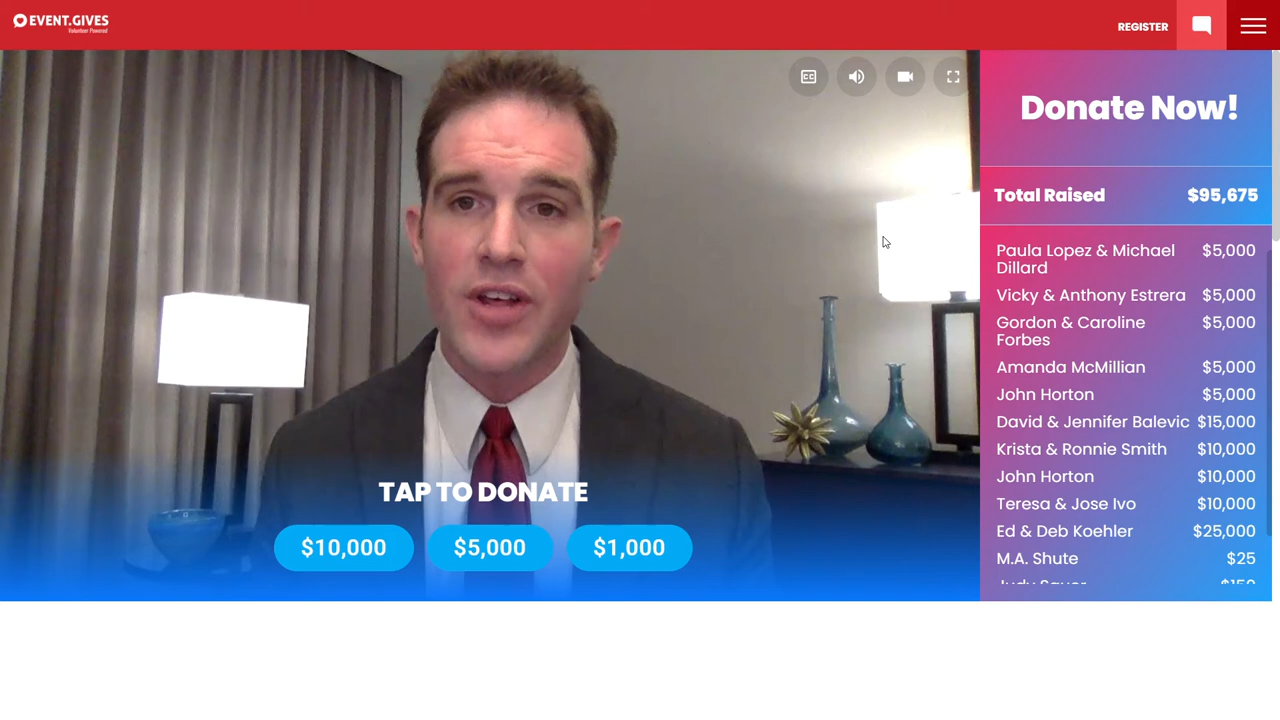 EVENT.GIVES
Volunteer Powered
REGISTER
CC
Donate Now!
Total Raised $95,675
Paula Lopez & Michael Dillard $5,000
Vicky & Anthony Estrera $5,000
Gordon & Caroline Forbes $5,000
Amanda McMillian $5,000
John Horton $5,000
David & Jennifer Balevic $15,000
Krista & Ronnie Smith $10,000
John Horton $10,000
Teresa & Jose Ivo $10,000
Ed & Deb Koehler $25,000
M.A. Shute $25
TAP TO DONATE
$10,000 $5,000 $1,000